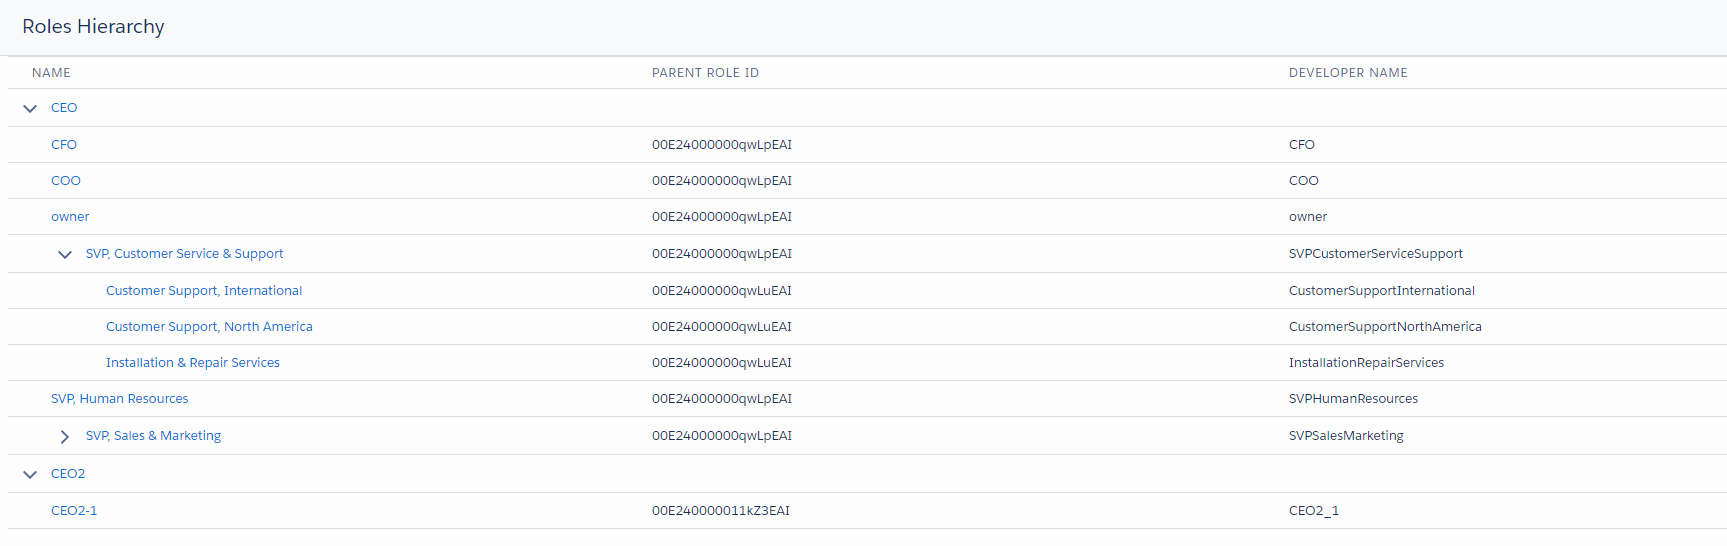 Roles Hierarchy
NAME PARENT ROLE ID DEVELOPER NAME
CEO
CFO 00E24000000qwLpEAI CFO
COO 00E24000000qwLpEAI COO
owner 00E24000000qwLpEAI owner
SVP, Customer Service & Support 00E24000000qwLpEAI SVPCustomerServiceSupport
Customer Support, International 00E24000000qwLuEAI CustomerSupportInternational
Customer Support, North America 00E24000000qwLuEAI CustomerSupportNorthAmerica
Installation & Repair Services 00E24000000qwLuEAI InstallationRepairServices
SVP, Human Resources 00E24000000qwLpEAI SVPHumanResources
SVP, Sales & Marketing 00E24000000qwLpEAI SVPSalesMarketing
CEO2
CEO2-1 00E240000011kZ3EAI CEO2_1